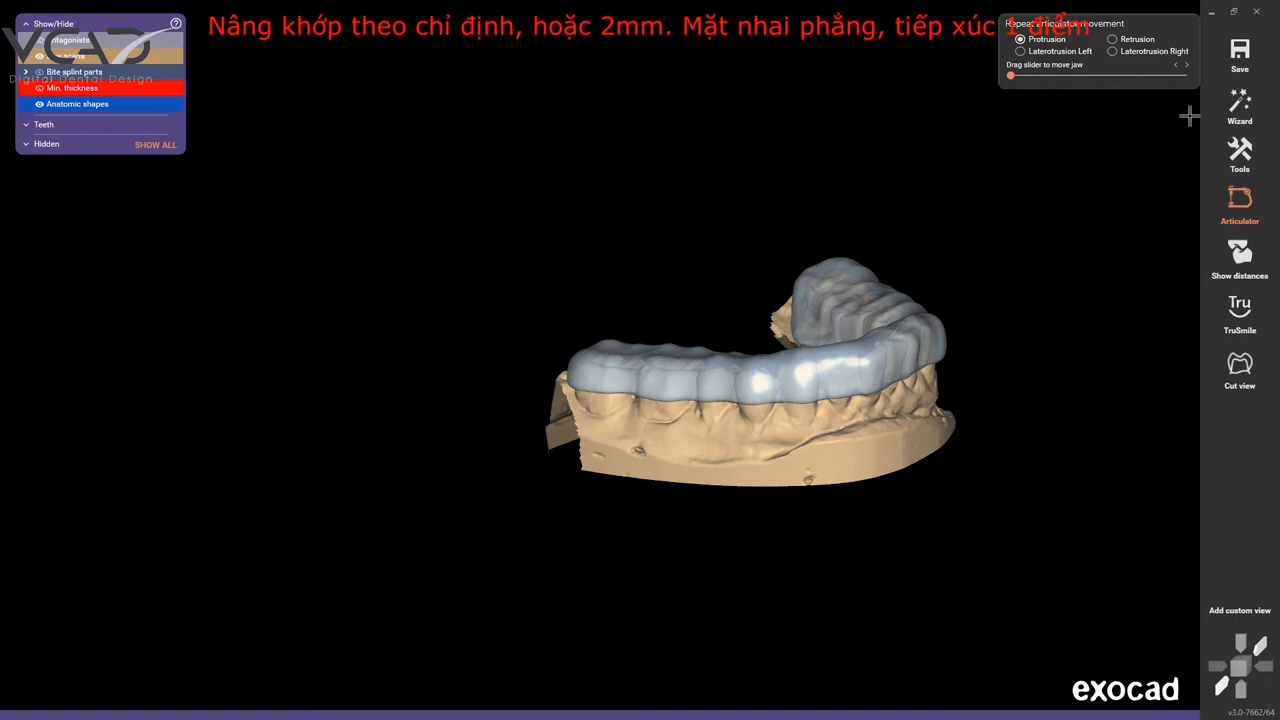 Nâng khớp theo chỉ định, hoặc 2mm. Mặt nhai phẳng, tiếp xúc 1 điểm
Show/Hide
Antagonists
VCAD
Digital Dental Design
Bite splint parts
Min. thickness
Anatomic shapes
Teeth
Hidden
SHOW ALL
Repeat articulator movement
Protrusion
Retrusion
Laterotrusion Left
Laterotrusion Right
Drag slider to move jaw
Save
Wizard
Tools
Articulator
Show distances
Tru
TruSmile
Cut view
Add custom view
exocad
v3.0-7662/64